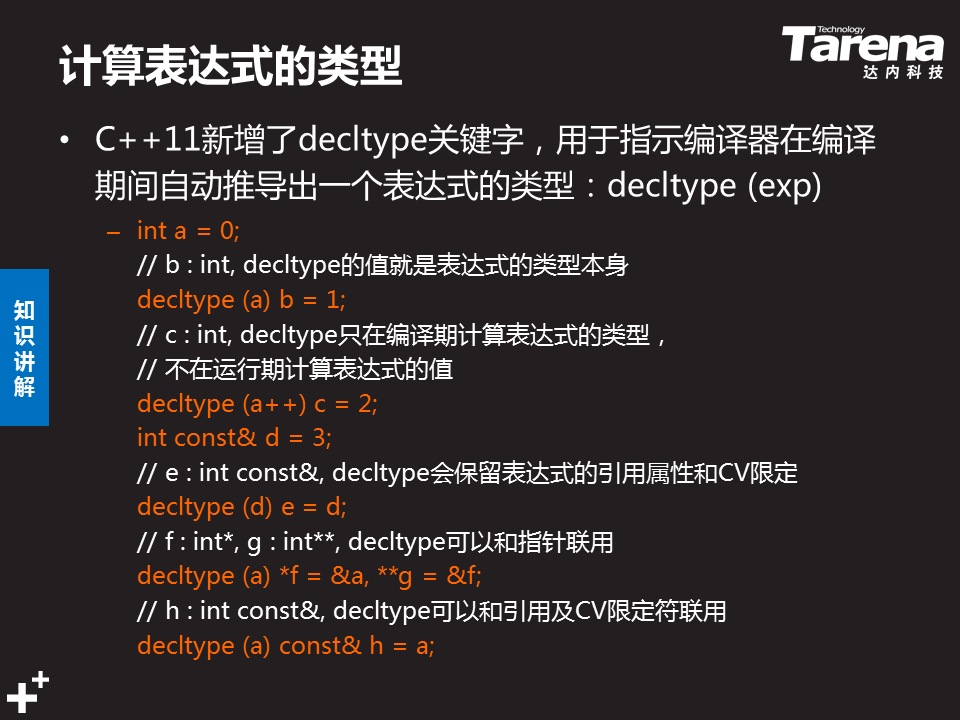 Technology
Tarena
达内科技
计算表达式的类型
• C++11新增了decltype关键字，用于指示编译器在编译
期间自动推导出一个表达式的类型：decltype (exp)
– int a = 0;
// b : int, decltype的值就是表达式的类型本身
decltype (a) b = 1;
// c : int, decltype只在编译期计算表达式的类型，
// 不在运行期计算表达式的值
decltype (a++) c = 2;
int const& d = 3;
// e : int const&, decltype会保留表达式的引用属性和CV限定
decltype (d) e = d;
// f : int*, g : int**, decltype可以和指针联用
decltype (a) *f = &a, **g = &f;
// h : int const&, decltype可以和引用及CV限定符联用
decltype (a) const& h = a;
知
识
讲
解
++